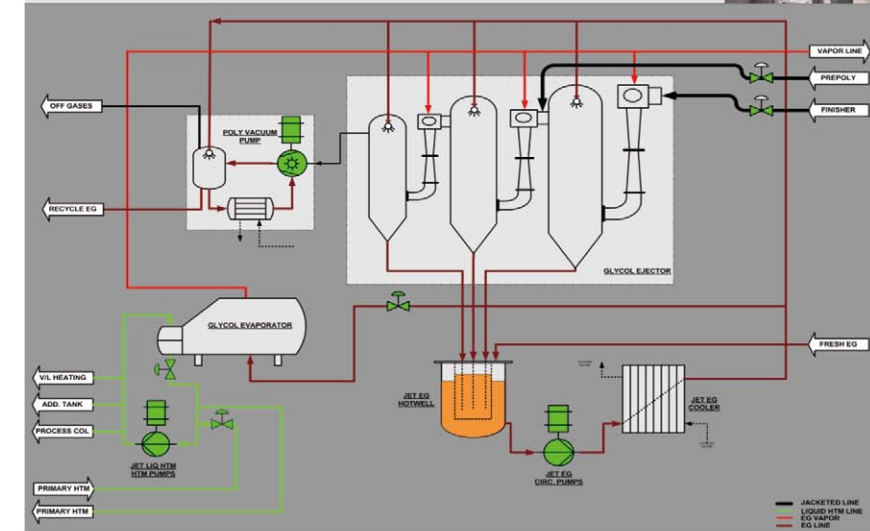 VAPOR LINE
PREPOLY
OFF GASES
FINISHER
POLY VACUUM
PUMP
RECYCLE EG
GLYCOL EJECTOR
GLYCOL EVAPORATOR
FRESH EG
V/L HEATING
JET EG
HOTWELL
JET EG
COOLER
ADD. TANK
PROCESS COL
JET LIQ HTM
HTM PUMPS
JET EG
CIRC. PUMPS
PRIMARY HTM
PRIMARY HTM
JACKETED LINE
LIQUID HTM LINE
EG VAPOR
EG LINE